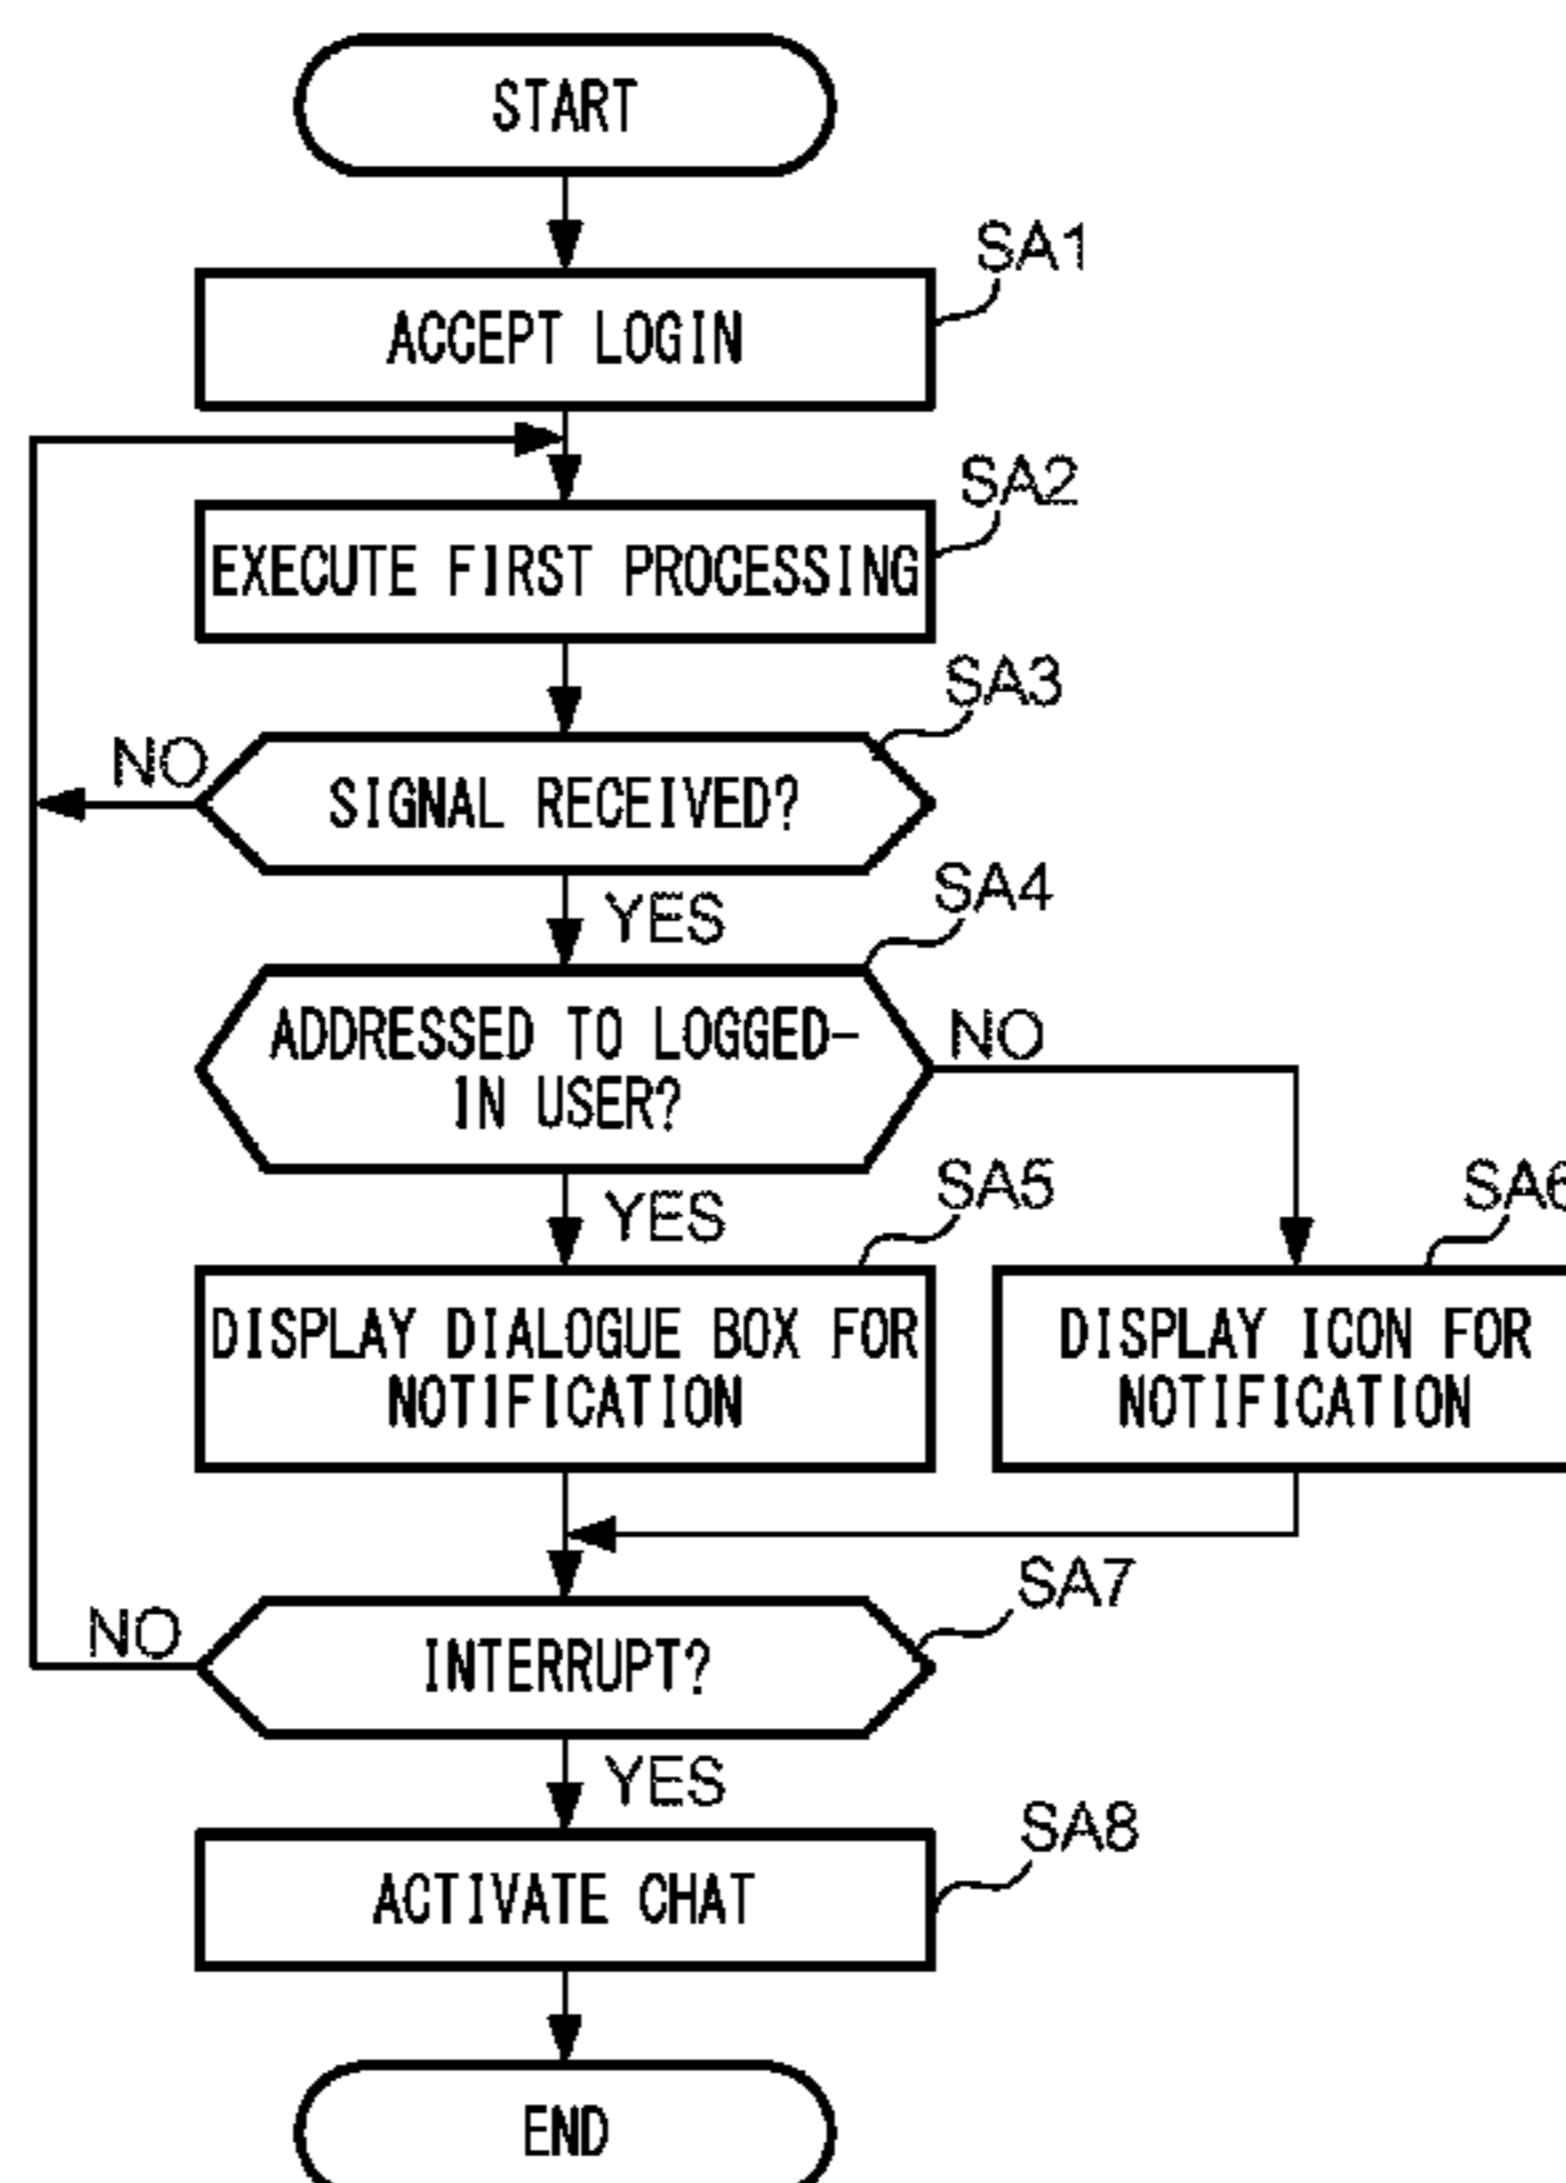 START
SA1
ACCEPT LOGIN
SA2
EXECUTE FIRST PROCESSING
SA3
NO
SIGNAL RECEIVED?
YES
SA4
ADDRESSED TO LOGGED-
IN USER?
NO
YES
SA5
SA6
DISPLAY DIALOGUE BOX FOR
NOTIFICATION
DISPLAY ICON FOR
NOTIFICATION
SA7
NO
INTERRUPT?
YES
SA8
ACTIVATE CHAT
END